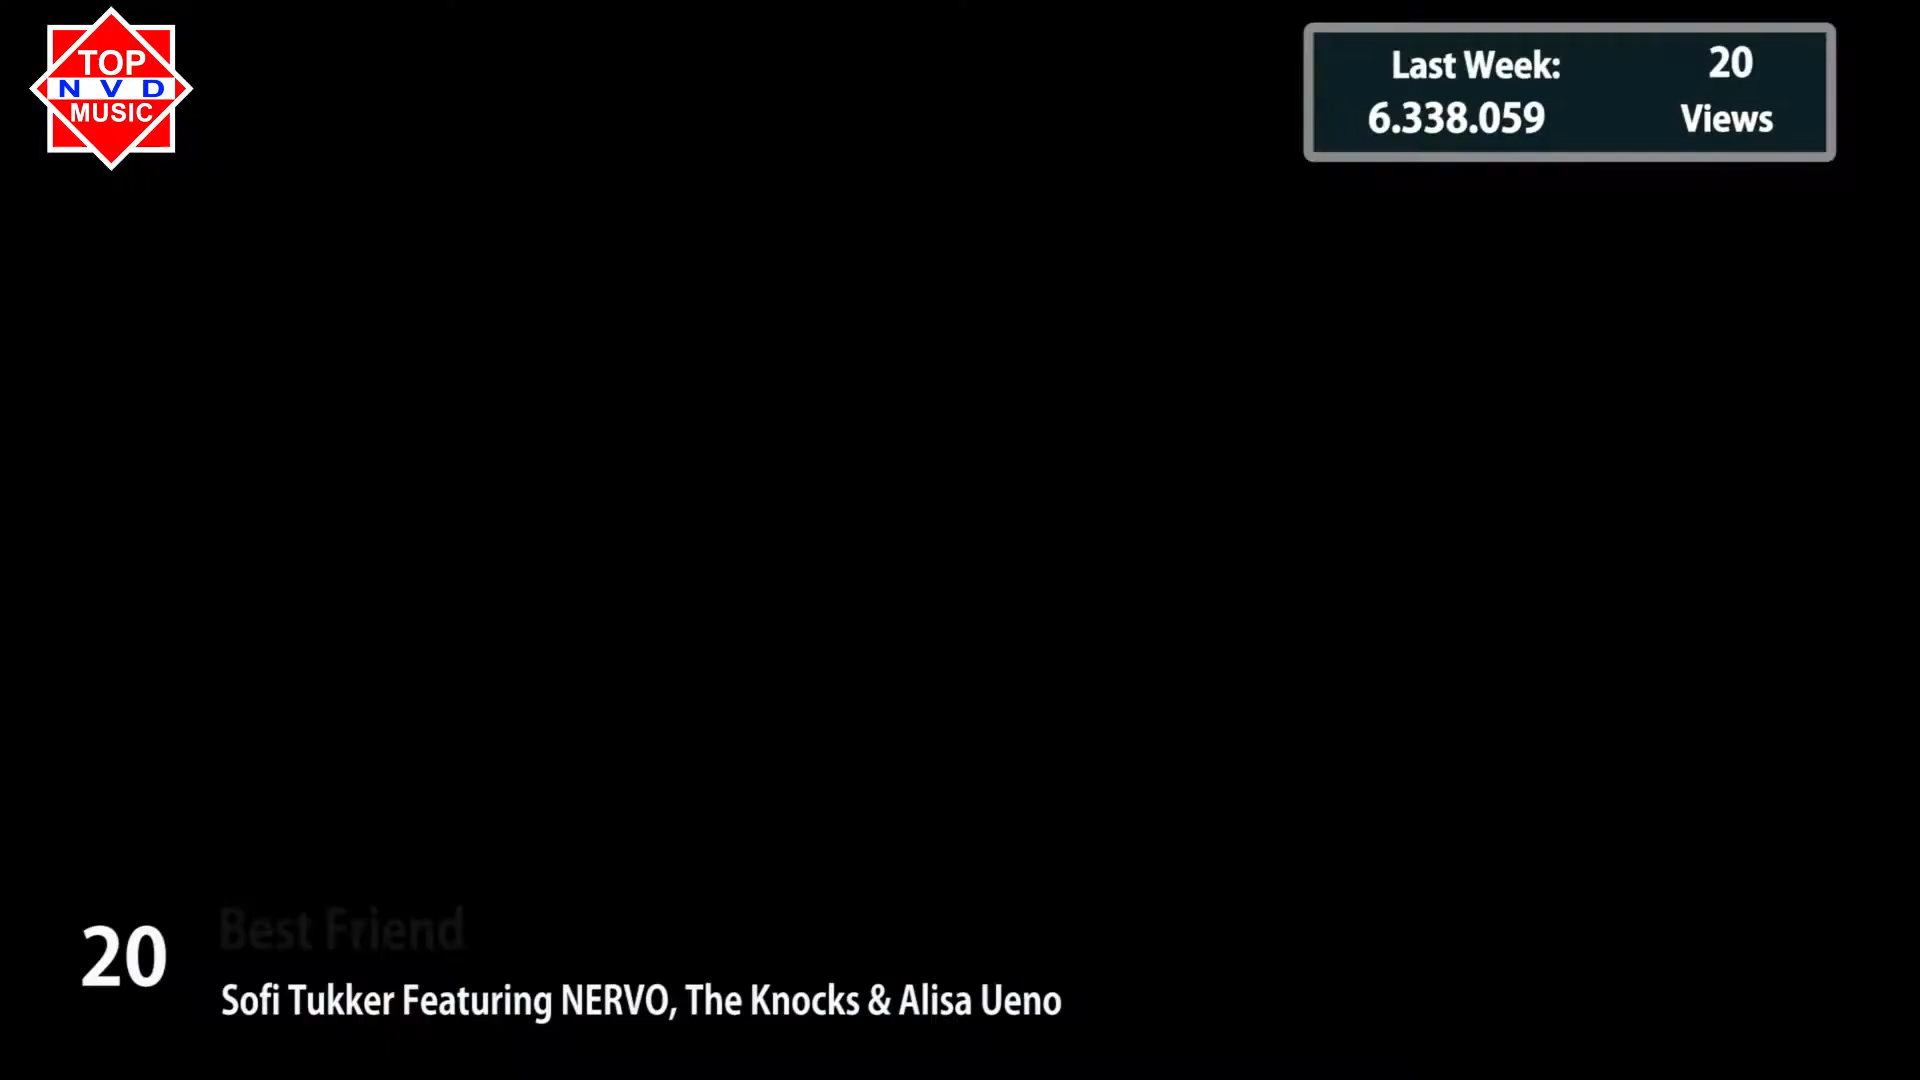 TOP
NVD
MUSIC
Last Week: 20
6.338.059 Views
20
Best Friend
Sofi Tukker Featuring NERVO, The Knocks & Alisa Ueno